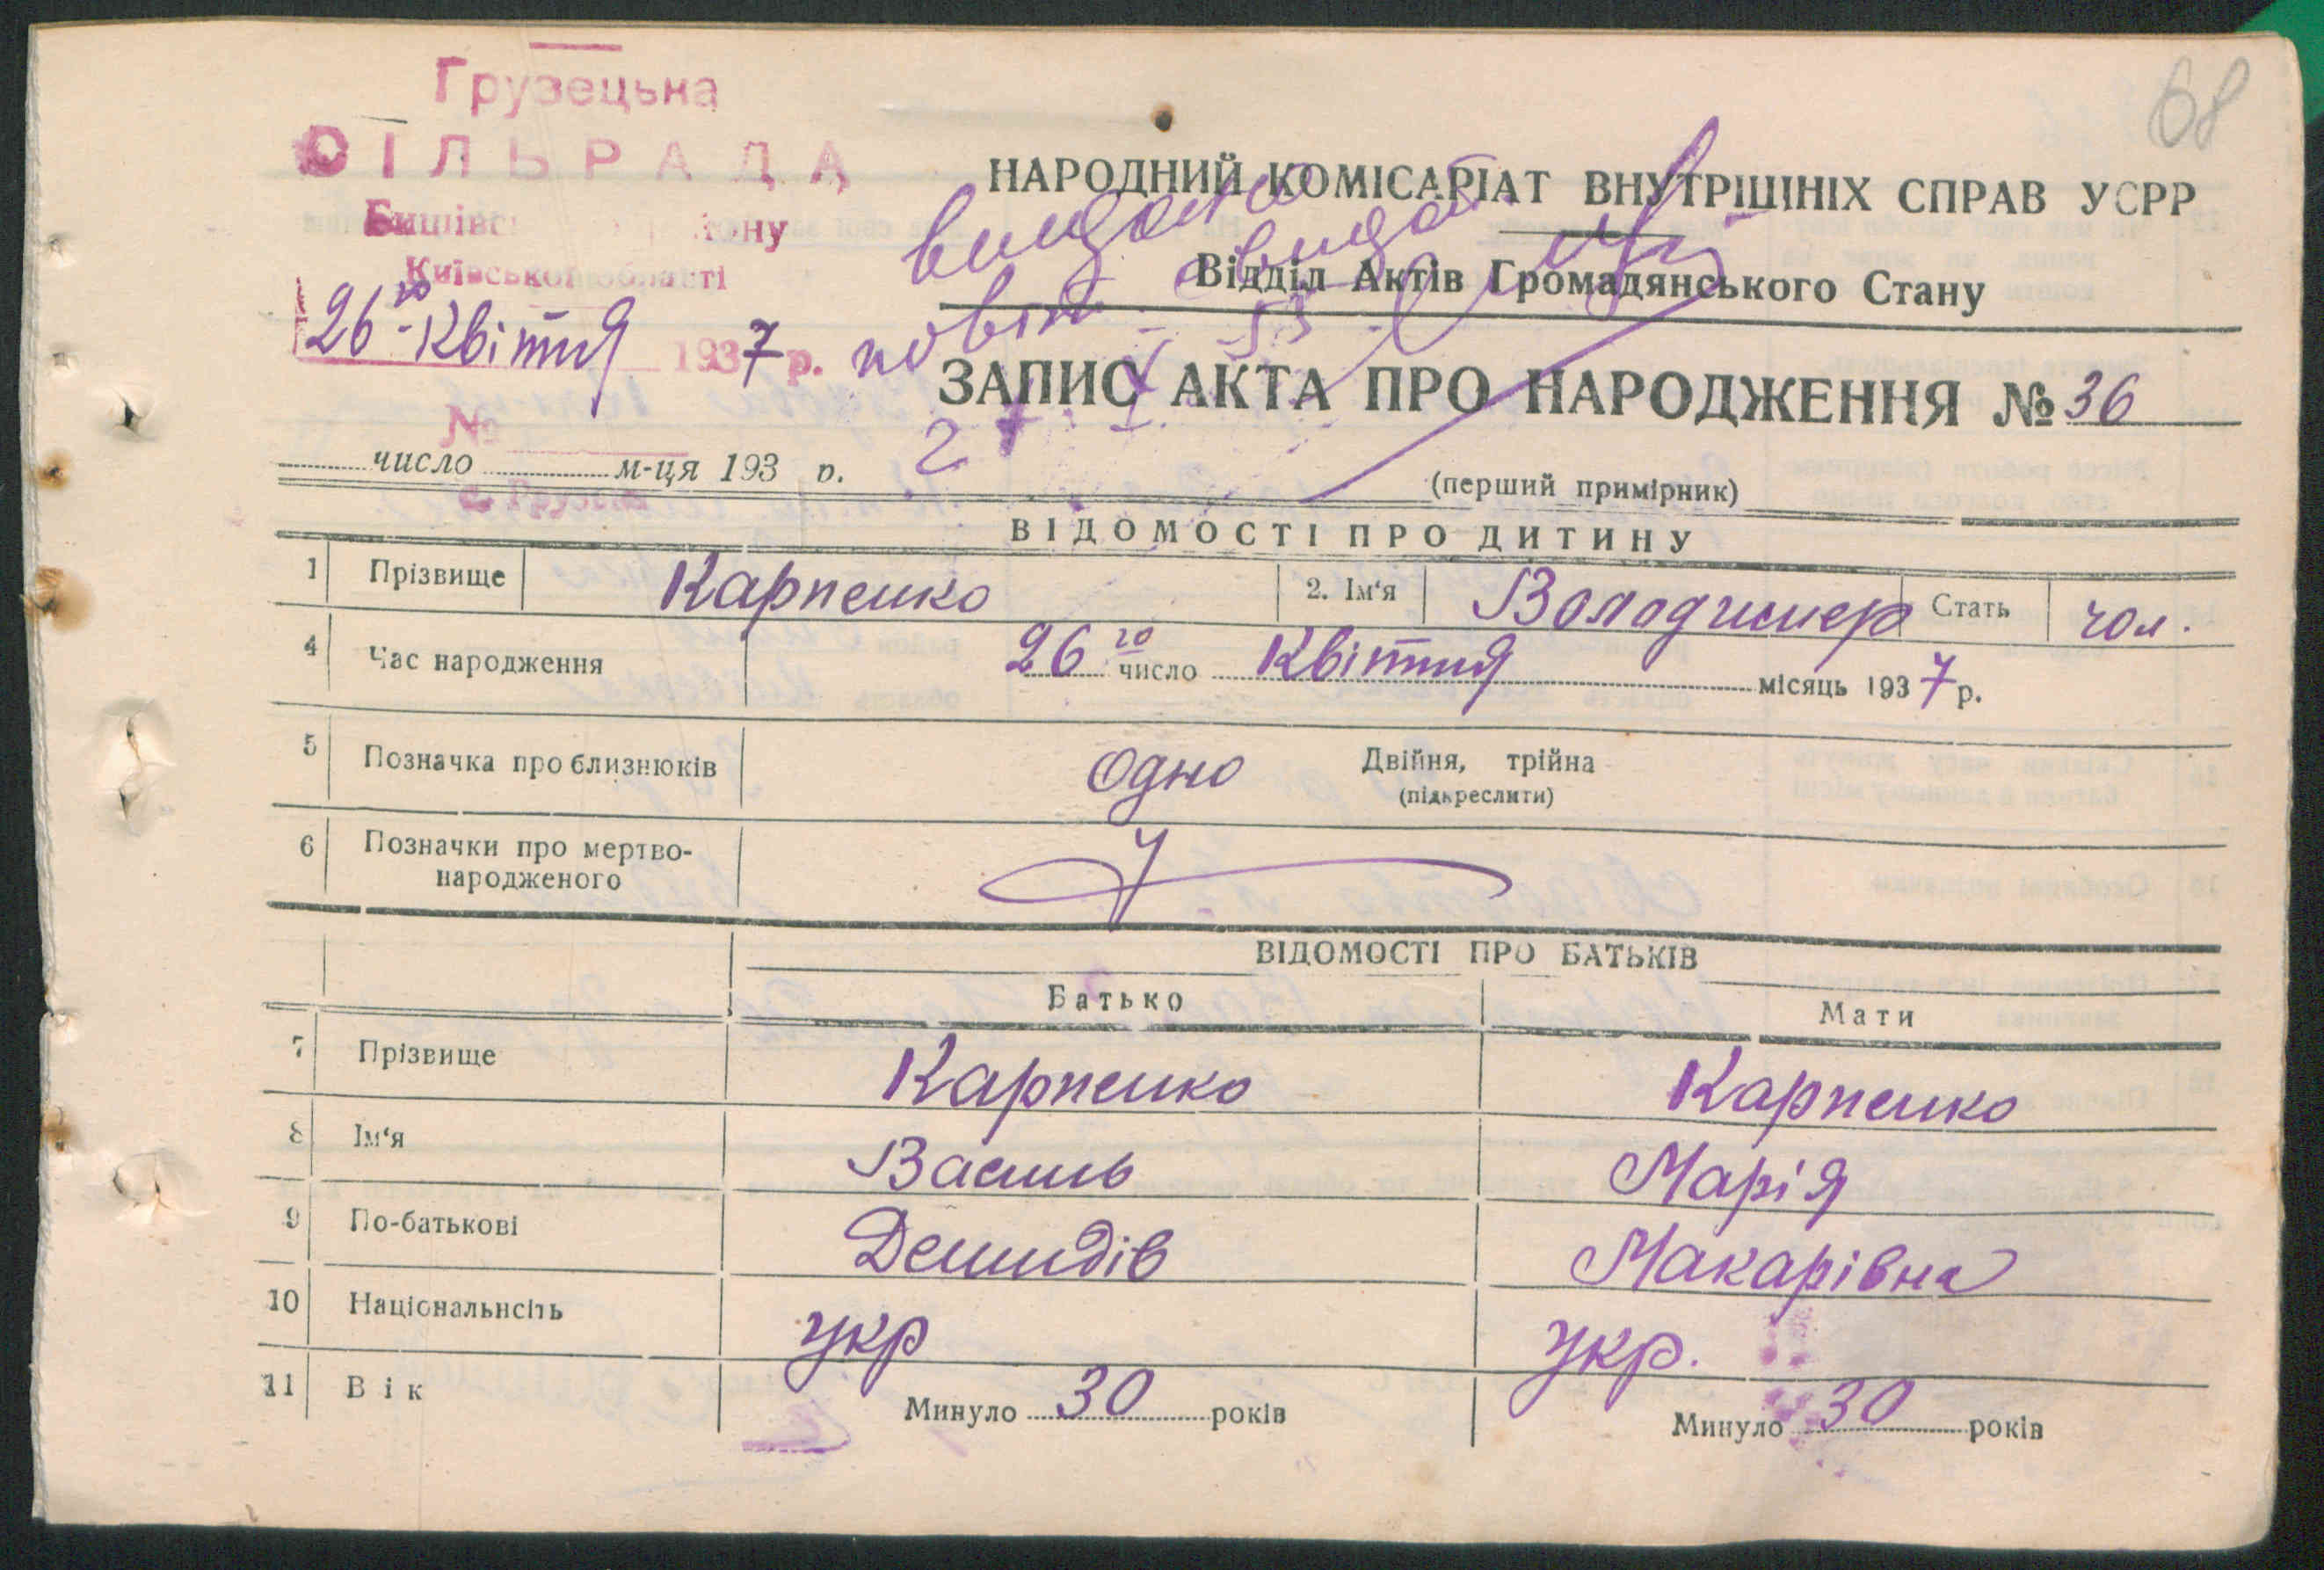 68
Грузецька
СІЛЬРАДА
Київської області
26го Квітня 1937 р.
№
с. Грузьке
НАРОДНИЙ КОМІСАРІАТ ВНУТРІШНІХ СПРАВ УСРР
Відділ Актів Громадянського Стану
ЗАПИС АКТА ПРО НАРОДЖЕННЯ № 36
число м-ця 193 р.
(перший примірник)
ВІДОМОСТІ ПРО ДИТИНУ
1 Прізвище Карпенко 2. Ім'я Володимер Стать чол.
4 Час народження 26го число Квітня місяць 1937 р.
5 Позначка про близнюків Одно Двійня, трійна
(підкреслити)
6 Позначки про мертво-
народженого
ВІДОМОСТІ ПРО БАТЬКІВ
Батько Мати
7 Прізвище Карпенко Карпенко
8 Ім'я Василь Марія
9 По-батькові Демидів Макарівна
10 Національність укр укр.
11 Вік Минуло 30 років Минуло 30 років